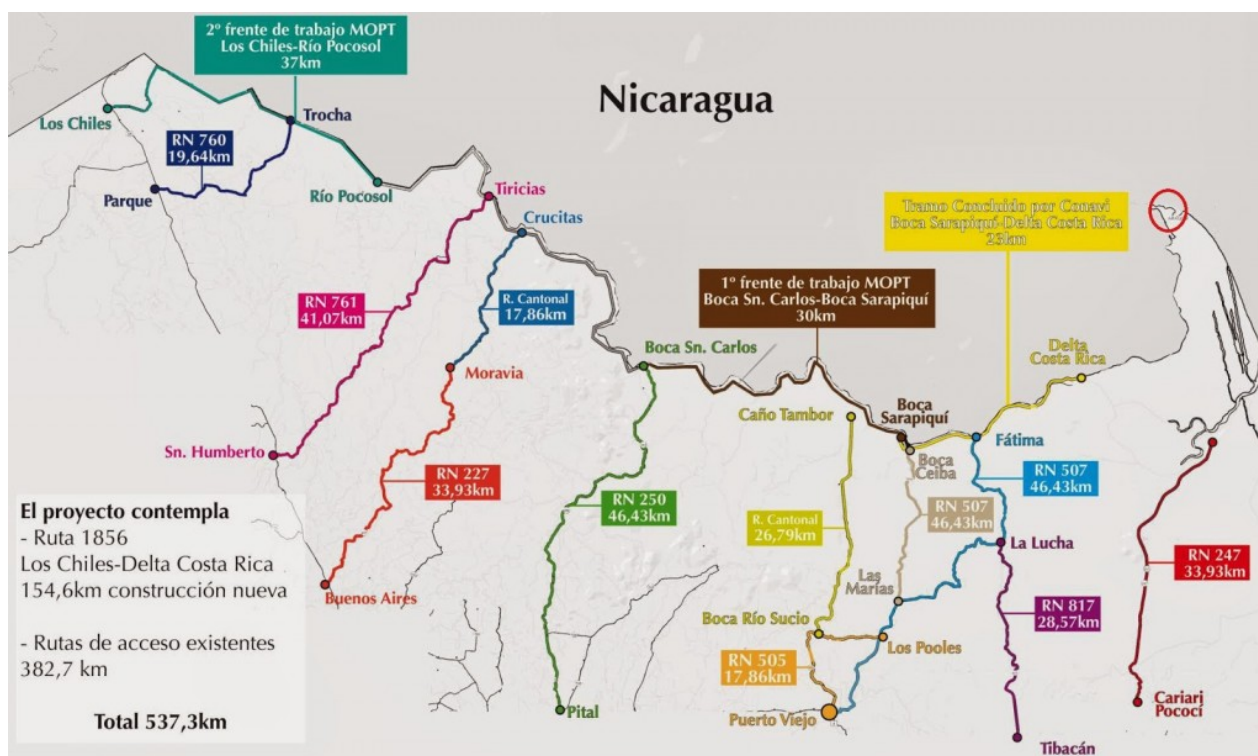 2º frente de trabajo MOPT
Los Chiles-Río Pocosol
37km
Nicaragua
Los Chiles
Trocha
RN 760
19,64km
Parque
Río Pocosol
Tiricias
Crucitas
Tramo Concluido por Conavi
Boca Sarapiquí-Delta Costa Rica
23km
1º frente de trabajo MOPT
Boca Sn. Carlos-Boca Sarapiquí
30km
RN 761
41,07km
R. Cantonal
17,86km
Boca Sn. Carlos
Delta
Costa Rica
Moravia
Caño Tambor
Boca
Sarapiquí
Fátima
Sn. Humberto
Boca
Ceiba
RN 227
33,93km
RN 250
46,43km
RN 507
46,43km
RN 507
46,43km
R. Cantonal
26,79km
La Lucha
RN 247
33,93km
El proyecto contempla
- Ruta 1856
Los Chiles-Delta Costa Rica
154,6km construcción nueva
- Rutas de acceso existentes
382,7 km
Total 537,3km
Buenos Aires
Las
Marías
RN 817
28,57km
Boca Río Sucio
Los Pooles
RN 505
17,86km
Pital
Puerto Viejo
Tibacán
Cariari
Pococí